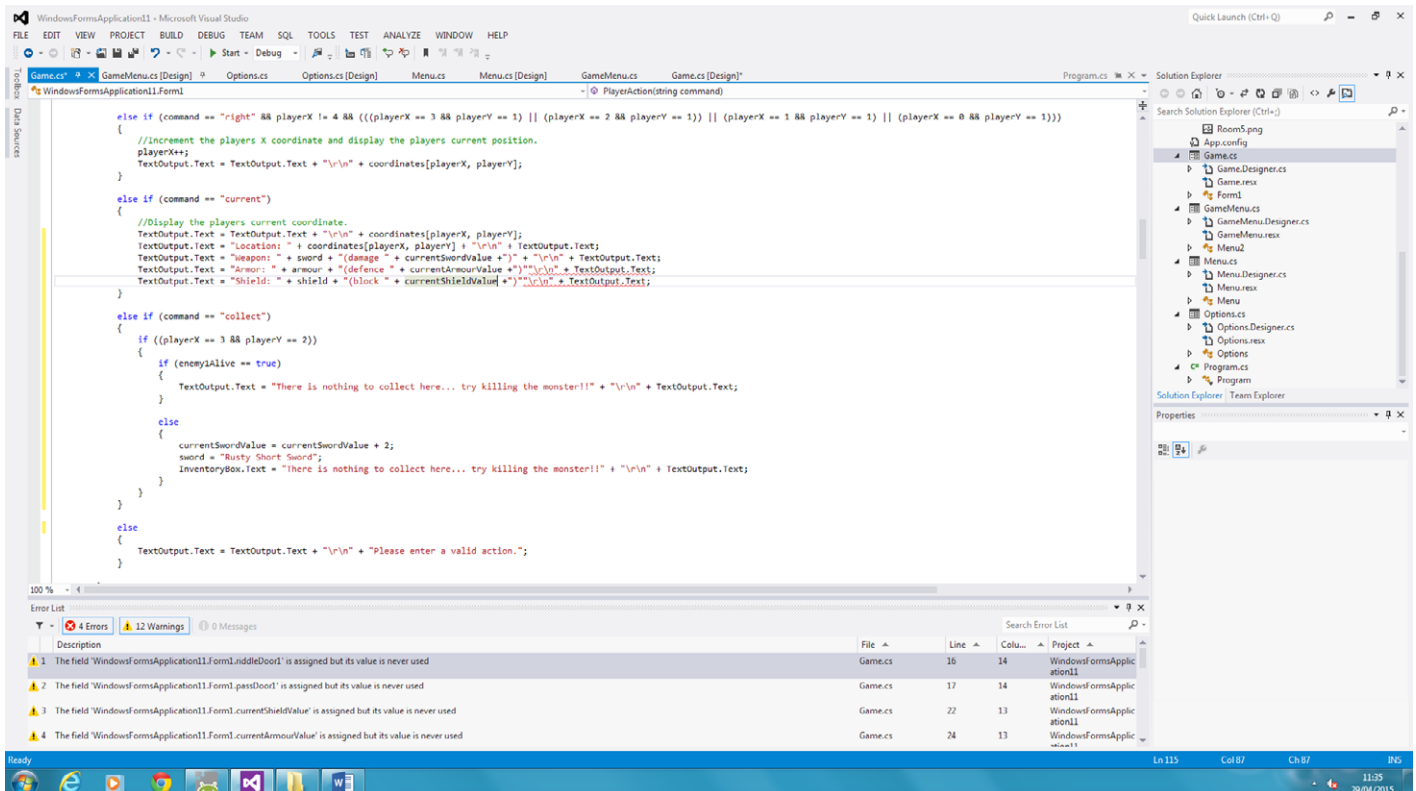 WindowsFormsApplication11 - Microsoft Visual Studio
Quick Launch (Ctrl+Q)
FILE EDIT VIEW PROJECT BUILD DEBUG TEAM SQL TOOLS TEST ANALYZE WINDOW HELP
Start Debug
Toolbox
Data Sources
Game.cs* GameMenu.cs [Design] Options.cs Options.cs [Design] Menu.cs Menu.cs [Design] GameMenu.cs Game.cs [Design]* Program.cs
WindowsFormsApplication11.Form1 PlayerAction(string command)
else if (command == "right" && playerX != 4 && (((playerX == 3 && playerY == 1) || (playerX == 2 && playerY == 1)) || (playerX == 1 && playerY == 1) || (playerX == 0 && playerY == 1)))
{
//Increment the players X coordinate and display the players current position.
playerX++;
TextOutput.Text = TextOutput.Text + "\r\n" + coordinates[playerX, playerY];
}
else if (command == "current")
{
//Display the players current coordinate.
TextOutput.Text = TextOutput.Text + "\r\n" + coordinates[playerX, playerY];
TextOutput.Text = "Location: " + coordinates[playerX, playerY] + "\r\n" + TextOutput.Text;
TextOutput.Text = "Weapon: " + sword + "(damage " + currentSwordValue +")" + "\r\n" + TextOutput.Text;
TextOutput.Text = "Armor: " + armour + "(defence " + currentArmourValue +")""\r\n" + TextOutput.Text;
TextOutput.Text = "Shield: " + shield + "(block " + currentShieldValue +")""\r\n" + TextOutput.Text;
}
else if (command == "collect")
{
if ((playerX == 3 && playerY == 2))
{
if (enemy1Alive == true)
{
TextOutput.Text = "There is nothing to collect here... try killing the monster!!" + "\r\n" + TextOutput.Text;
}
else
{
currentSwordValue = currentSwordValue + 2;
sword = "Rusty Short Sword";
InventoryBox.Text = "There is nothing to collect here... try killing the monster!!" + "\r\n" + TextOutput.Text;
}
}
}
else
{
TextOutput.Text = TextOutput.Text + "\r\n" + "Please enter a valid action.";
}
100 %
Error List
4 Errors 12 Warnings 0 Messages Search Error List
Description File Line Colu... Project
1 The field 'WindowsFormsApplication11.Form1.riddleDoor1' is assigned but its value is never used Game.cs 16 14 WindowsFormsApplic
ation11
2 The field 'WindowsFormsApplication11.Form1.passDoor1' is assigned but its value is never used Game.cs 17 14 WindowsFormsApplic
ation11
3 The field 'WindowsFormsApplication11.Form1.currentShieldValue' is assigned but its value is never used Game.cs 22 13 WindowsFormsApplic
ation11
4 The field 'WindowsFormsApplication11.Form1.currentArmourValue' is assigned but its value is never used Game.cs 24 13 WindowsFormsApplic
ation11
Solution Explorer
Search Solution Explorer (Ctrl+;)
Room5.png
App.config
Game.cs
Game.Designer.cs
Game.resx
Form1
GameMenu.cs
GameMenu.Designer.cs
GameMenu.resx
Menu2
Menu.cs
Menu.Designer.cs
Menu.resx
Menu
Options.cs
Options.Designer.cs
Options.resx
Options
C# Program.cs
Program
Solution Explorer Team Explorer
Properties
Ready Ln 115 Col 87 Ch 87 INS
11:35
29/04/2015